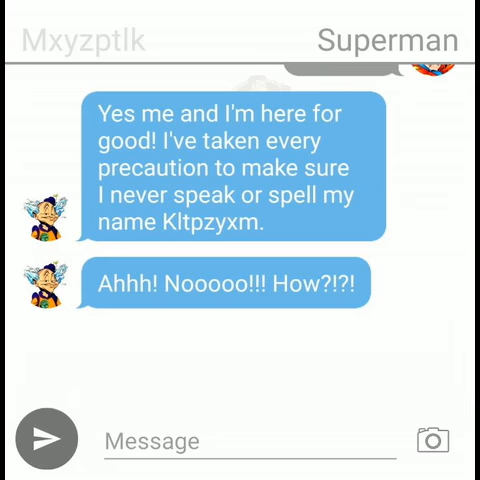 Mxyzptlk Superman
Yes me and I'm here for
good! I've taken every
precaution to make sure
I never speak or spell my
name Kltpzyxm.
Ahhh! Nooooo!!! How?!?!
Message